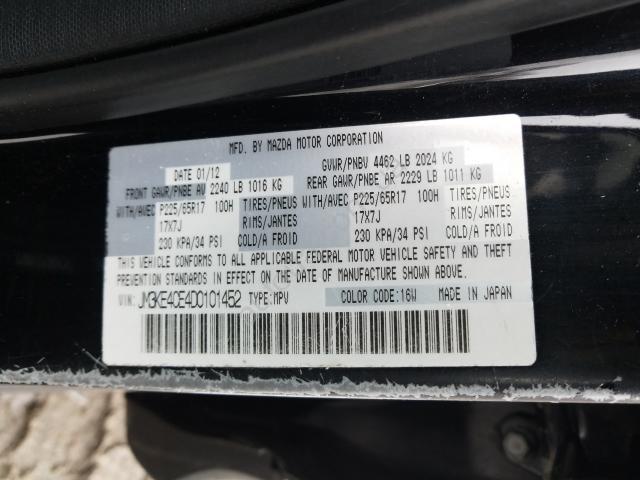 MFD. BY MAZDA MOTOR CORPORATION
DATE 01/12 GVWR/PNBV 4462 LB 2024 KG
FRONT GAWR/PNBE AV 2240 LB 1016 KG REAR GAWR/PNBE AR 2229 LB 1011 KG
WITH/AVEC P225/65R17 100H TIRES/PNEUS WITH/AVEC P225/65R17 100H TIRES/PNEUS
17X7J RIMS/JANTES 17X7J RIMS/JANTES
230 KPA/34 PSI COLD/A FROID 230 KPA/34 PSI COLD/A FROID
THIS VEHICLE CONFORMS TO ALL APPLICABLE FEDERAL MOTOR VEHICLE SAFETY AND THEFT
PREVENTION STANDARDS IN EFFECT ON THE DATE OF MANUFACTURE SHOWN ABOVE.
VIN: JM3KE4CE4D0101452 TYPE:MPV COLOR CODE:16W MADE IN JAPAN